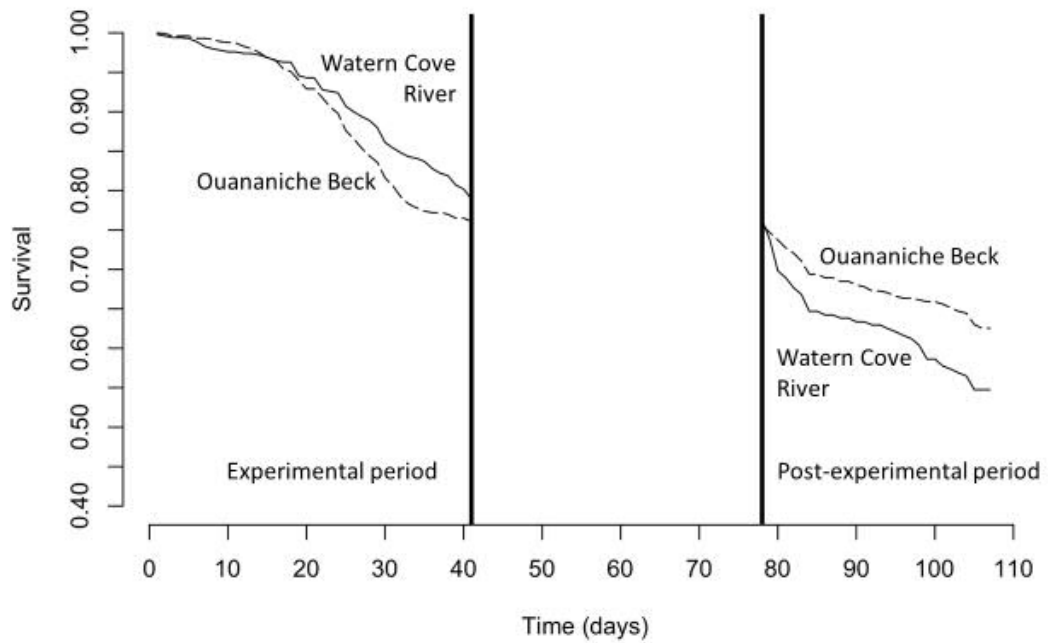 1.00
0.90
0.80
0.70
0.60
0.50
0.40
Survival
Watern Cove
River
Ouananiche Beck
Experimental period
Ouananiche Beck
Watern Cove
River
Post-experimental period
0 10 20 30 40 50 60 70 80 90 100 110
Time (days)